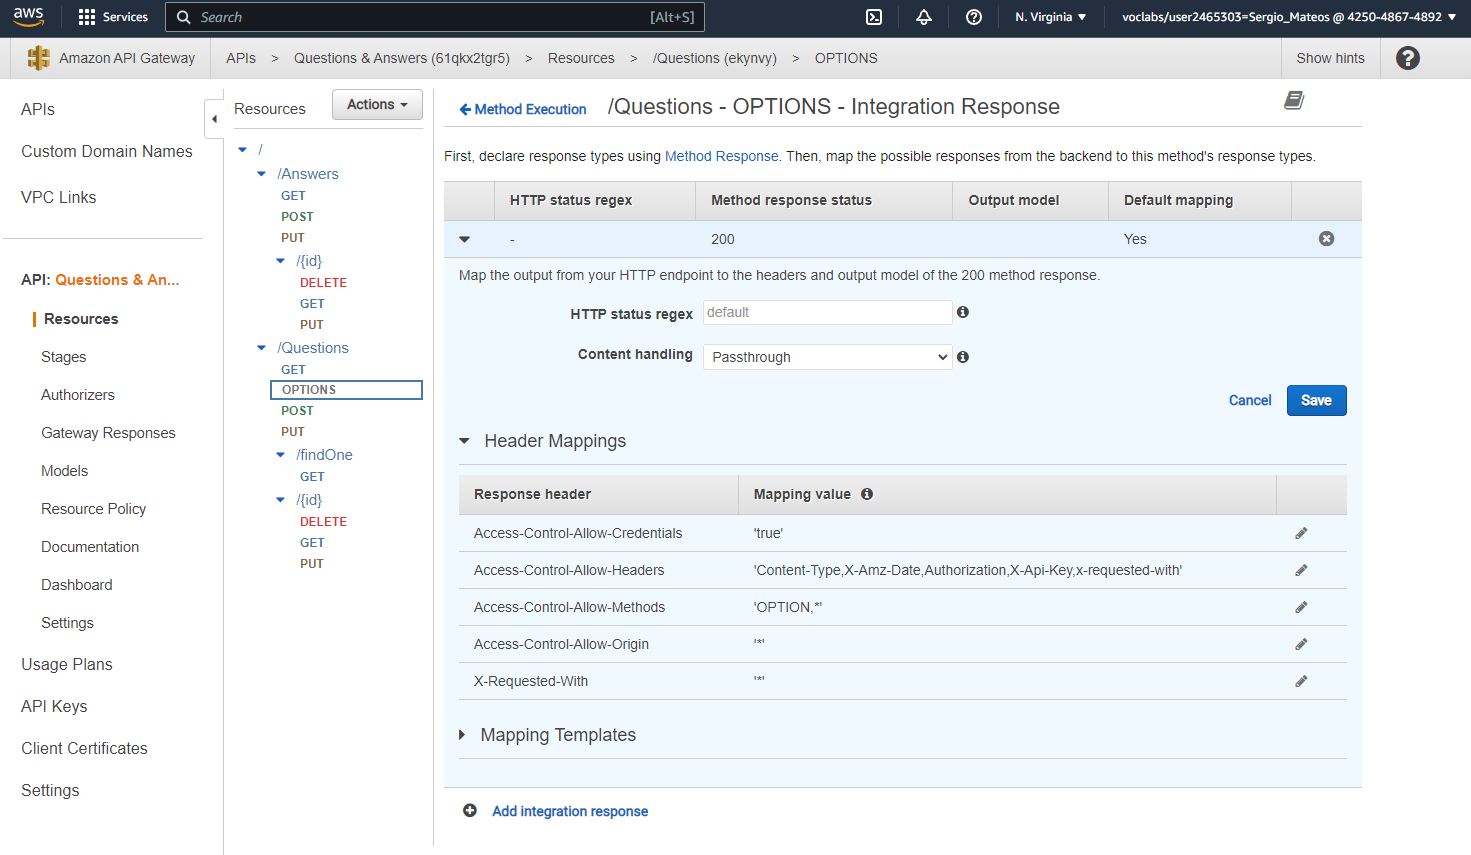 aws Services Search [Alt+S] N. Virginia voclabs/user2465303=Sergio_Mateos @ 4250-4867-4892
Amazon API Gateway APIs > Questions & Answers (61qkx2tgr5) > Resources > /Questions (ekynvy) > OPTIONS Show hints
APIs
Custom Domain Names
VPC Links
API: Questions & An...
Resources
Stages
Authorizers
Gateway Responses
Models
Resource Policy
Documentation
Dashboard
Settings
Usage Plans
API Keys
Client Certificates
Settings
Resources Actions
/
/Answers
GET
POST
PUT
/{id}
DELETE
GET
PUT
/Questions
GET
OPTIONS
POST
PUT
/findOne
GET
/{id}
DELETE
GET
PUT
Method Execution /Questions - OPTIONS - Integration Response
First, declare response types using Method Response. Then, map the possible responses from the backend to this method's response types.
HTTP status regex Method response status Output model Default mapping
- 200 Yes
Map the output from your HTTP endpoint to the headers and output model of the 200 method response.
HTTP status regex default
Content handling Passthrough
Cancel Save
Header Mappings
Response header Mapping value
Access-Control-Allow-Credentials 'true'
Access-Control-Allow-Headers 'Content-Type,X-Amz-Date,Authorization,X-Api-Key,x-requested-with'
Access-Control-Allow-Methods 'OPTION,*'
Access-Control-Allow-Origin '*'
X-Requested-With '*'
Mapping Templates
Add integration response